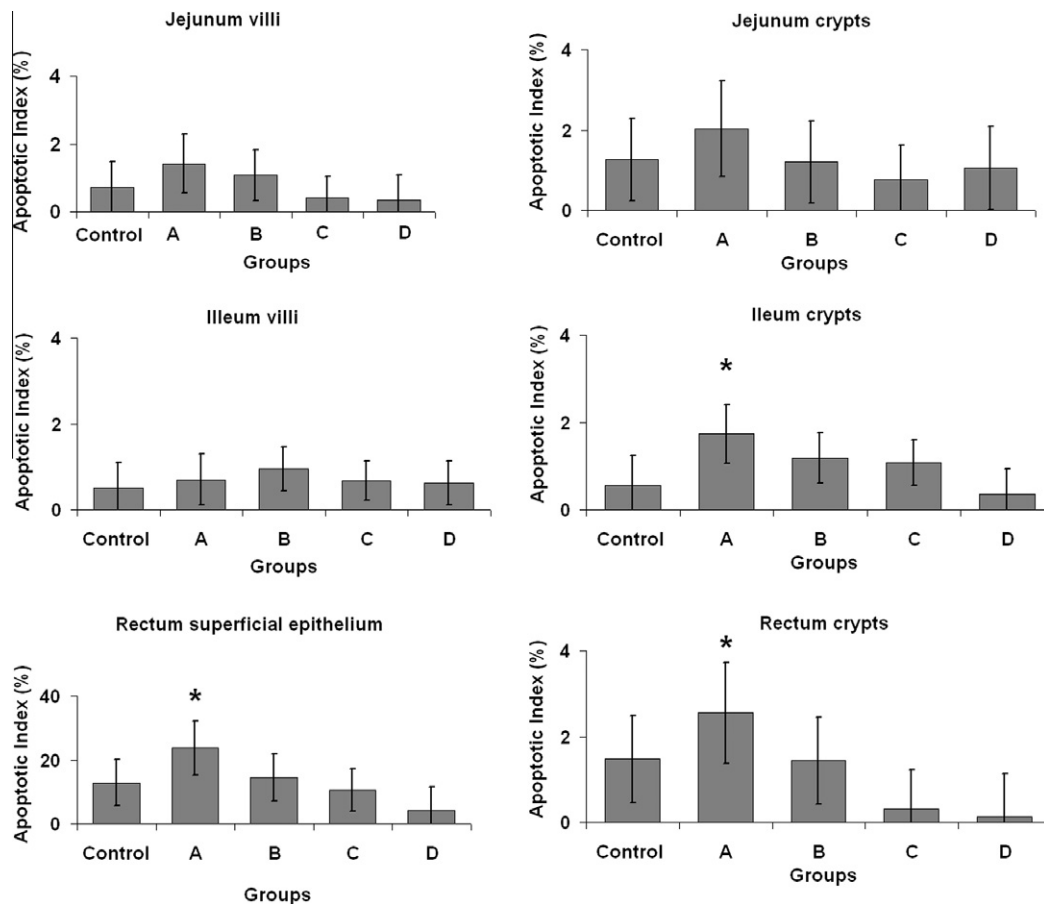 Jejunum villi
Apoptotic Index (%)
4
2
0
Control A B C D
Groups
Jejunum crypts
Apoptotic Index (%)
4
2
0
Control A B C D
Groups
Illeum villi
Apoptotic Index (%)
4
2
0
Control A B C D
Groups
Ileum crypts
Apoptotic Index (%)
4
2
0
*
Control A B C D
Groups
Rectum superficial epithelium
Apoptotic Index (%)
40
20
0
*
Control A B C D
Groups
Rectum crypts
Apoptotic Index (%)
4
2
0
*
Control A B C D
Groups